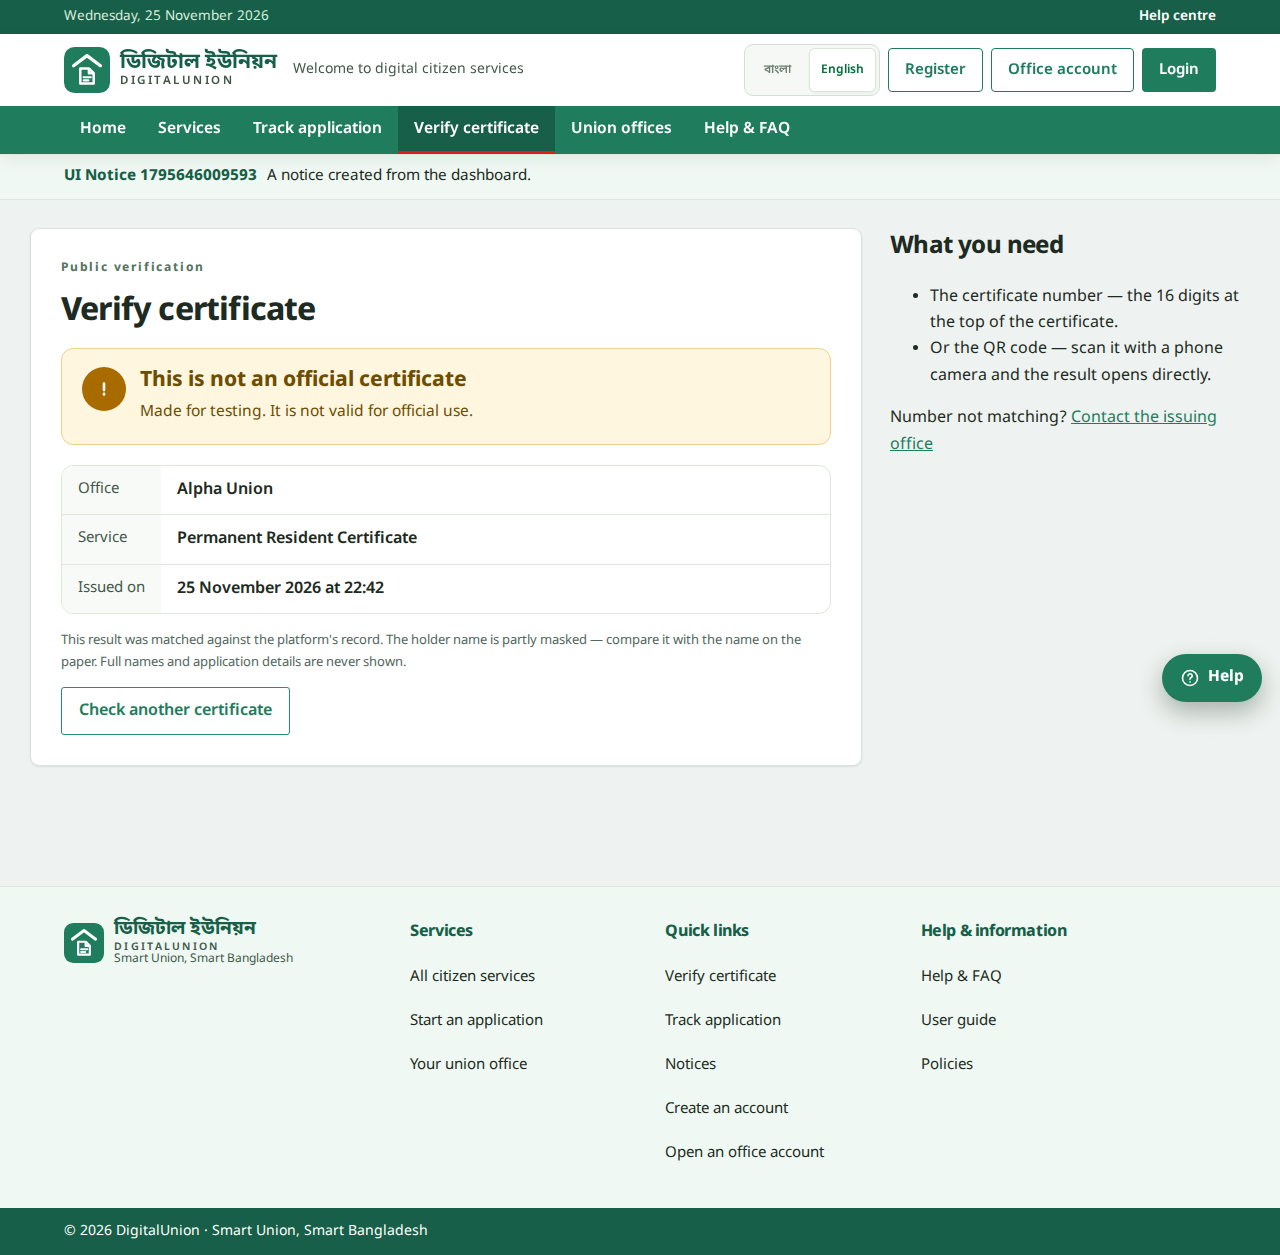 Wednesday, 25 November 2026
Help centre
ডিজিটাল ইউনিয়ন
DIGITALUNION
Welcome to digital citizen services
বাংলা
English
Register
Office account
Login
Home
Services
Track application
Verify certificate
Union offices
Help & FAQ
UI Notice 1795646009593 A notice created from the dashboard.
Public verification
Verify certificate
This is not an official certificate
Made for testing. It is not valid for official use.
Office Alpha Union
Service Permanent Resident Certificate
Issued on 25 November 2026 at 22:42
This result was matched against the platform's record. The holder name is partly masked — compare it with the name on the
paper. Full names and application details are never shown.
Check another certificate
What you need
• The certificate number — the 16 digits at
the top of the certificate.
• Or the QR code — scan it with a phone
camera and the result opens directly.
Number not matching? Contact the issuing
office
Help
ডিজিটাল ইউনিয়ন
DIGITALUNION
Smart Union, Smart Bangladesh
Services
All citizen services
Start an application
Your union office
Quick links
Verify certificate
Track application
Notices
Create an account
Open an office account
Help & information
Help & FAQ
User guide
Policies
© 2026 DigitalUnion · Smart Union, Smart Bangladesh